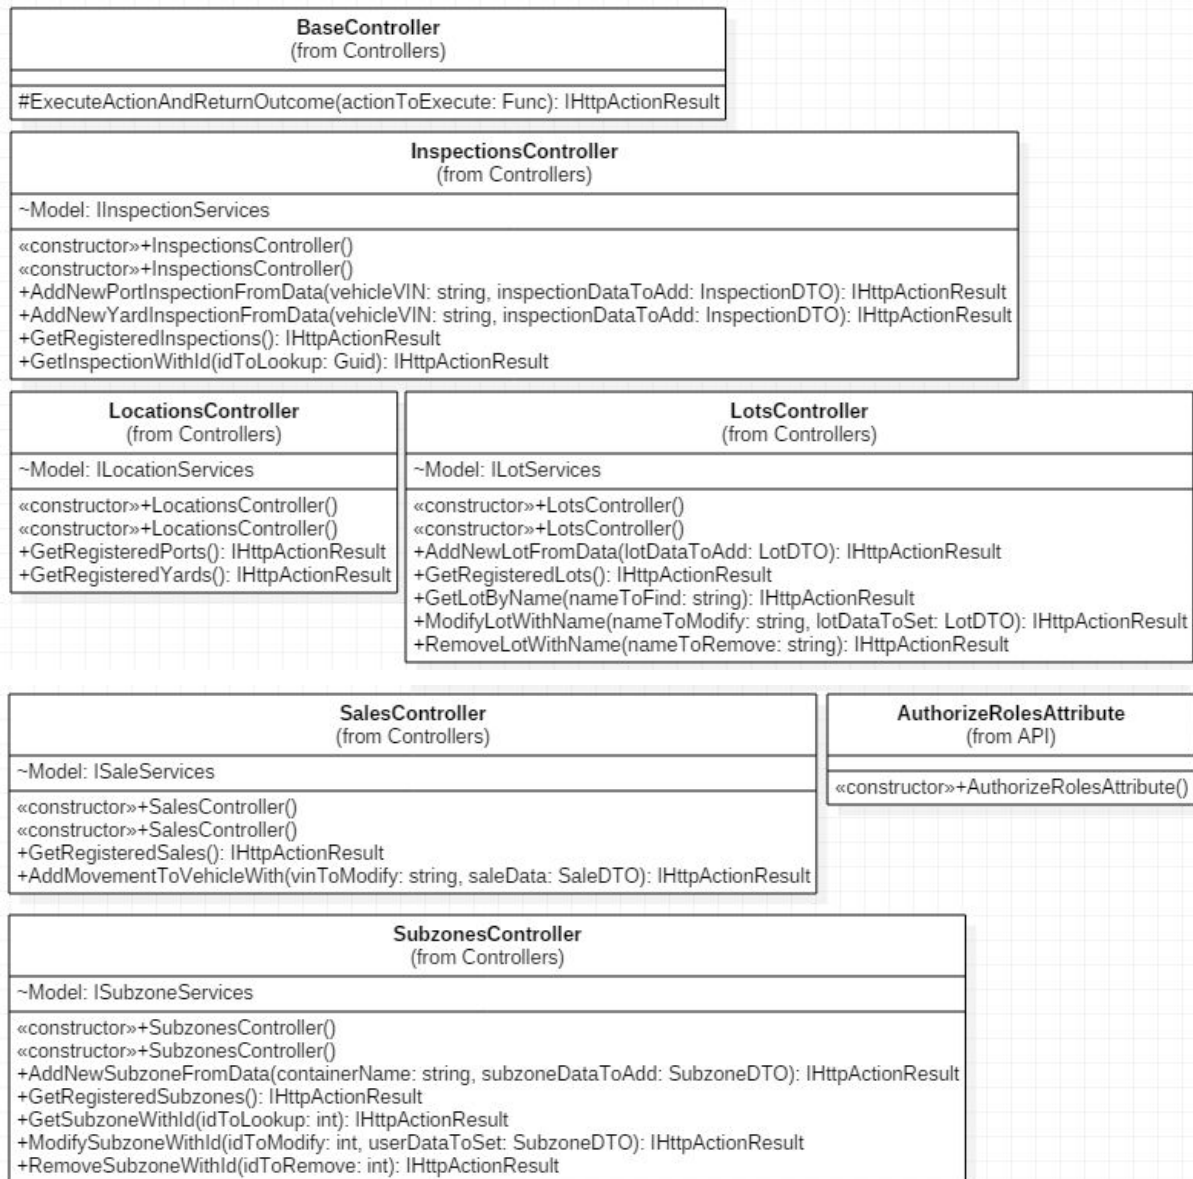 BaseController
(from Controllers)
#ExecuteActionAndReturnOutcome(actionToExecute: Func): IHttpActionResult
InspectionsController
(from Controllers)
~Model: IInspectionServices
«constructor»+InspectionsController()
«constructor»+InspectionsController()
+AddNewPortInspectionFromData(vehicleVIN: string, inspectionDataToAdd: InspectionDTO): IHttpActionResult
+AddNewYardInspectionFromData(vehicleVIN: string, inspectionDataToAdd: InspectionDTO): IHttpActionResult
+GetRegisteredInspections(): IHttpActionResult
+GetInspectionWithId(idToLookup: Guid): IHttpActionResult
LocationsController
(from Controllers)
~Model: ILocationServices
«constructor»+LocationsController()
«constructor»+LocationsController()
+GetRegisteredPorts(): IHttpActionResult
+GetRegisteredYards(): IHttpActionResult
LotsController
(from Controllers)
~Model: ILotServices
«constructor»+LotsController()
«constructor»+LotsController()
+AddNewLotFromData(lotDataToAdd: LotDTO): IHttpActionResult
+GetRegisteredLots(): IHttpActionResult
+GetLotByName(nameToFind: string): IHttpActionResult
+ModifyLotWithName(nameToModify: string, lotDataToSet: LotDTO): IHttpActionResult
+RemoveLotWithName(nameToRemove: string): IHttpActionResult
SalesController
(from Controllers)
~Model: ISaleServices
«constructor»+SalesController()
«constructor»+SalesController()
+GetRegisteredSales(): IHttpActionResult
+AddMovementToVehicleWith(vinToModify: string, saleData: SaleDTO): IHttpActionResult
AuthorizeRolesAttribute
(from API)
«constructor»+AuthorizeRolesAttribute()
SubzonesController
(from Controllers)
~Model: ISubzoneServices
«constructor»+SubzonesController()
«constructor»+SubzonesController()
+AddNewSubzoneFromData(containerName: string, subzoneDataToAdd: SubzoneDTO): IHttpActionResult
+GetRegisteredSubzones(): IHttpActionResult
+GetSubzoneWithId(idToLookup: int): IHttpActionResult
+ModifySubzoneWithId(idToModify: int, userDataToSet: SubzoneDTO): IHttpActionResult
+RemoveSubzoneWithId(idToRemove: int): IHttpActionResult